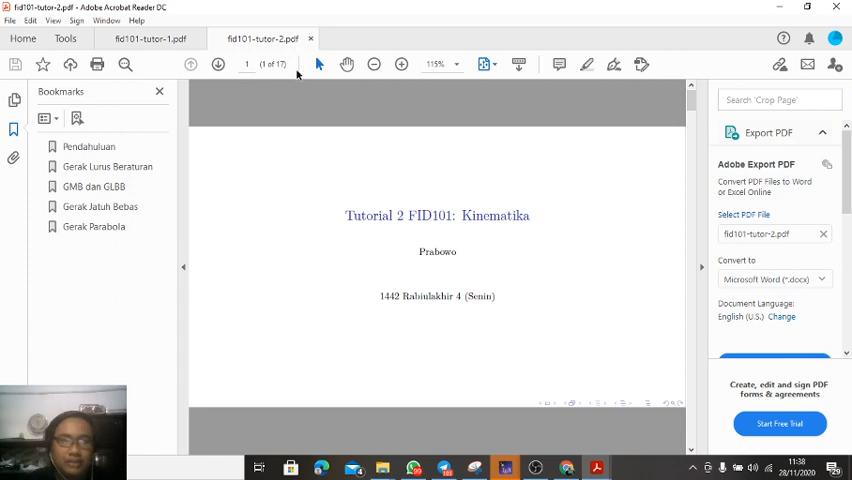 fid101-tutor-2.pdf - Adobe Acrobat Reader DC
File Edit View Sign Window Help
Home Tools fid101-tutor-1.pdf fid101-tutor-2.pdf ×
1 (1 of 17) 115%
Bookmarks
Pendahuluan
Gerak Lurus Beraturan
GMB dan GLBB
Gerak Jatuh Bebas
Gerak Parabola
Tutorial 2 FID101: Kinematika
Prabowo
1442 Rabiulakhir 4 (Senin)
Search 'Crop Page'
Export PDF
Adobe Export PDF
Convert PDF Files to Word
or Excel Online
Select PDF File
fid101-tutor-2.pdf
Convert to
Microsoft Word (*.docx)
Document Language:
English (U.S.) Change
Create, edit and sign PDF
forms & agreements
Start Free Trial
99
11:38
28/11/2020
29